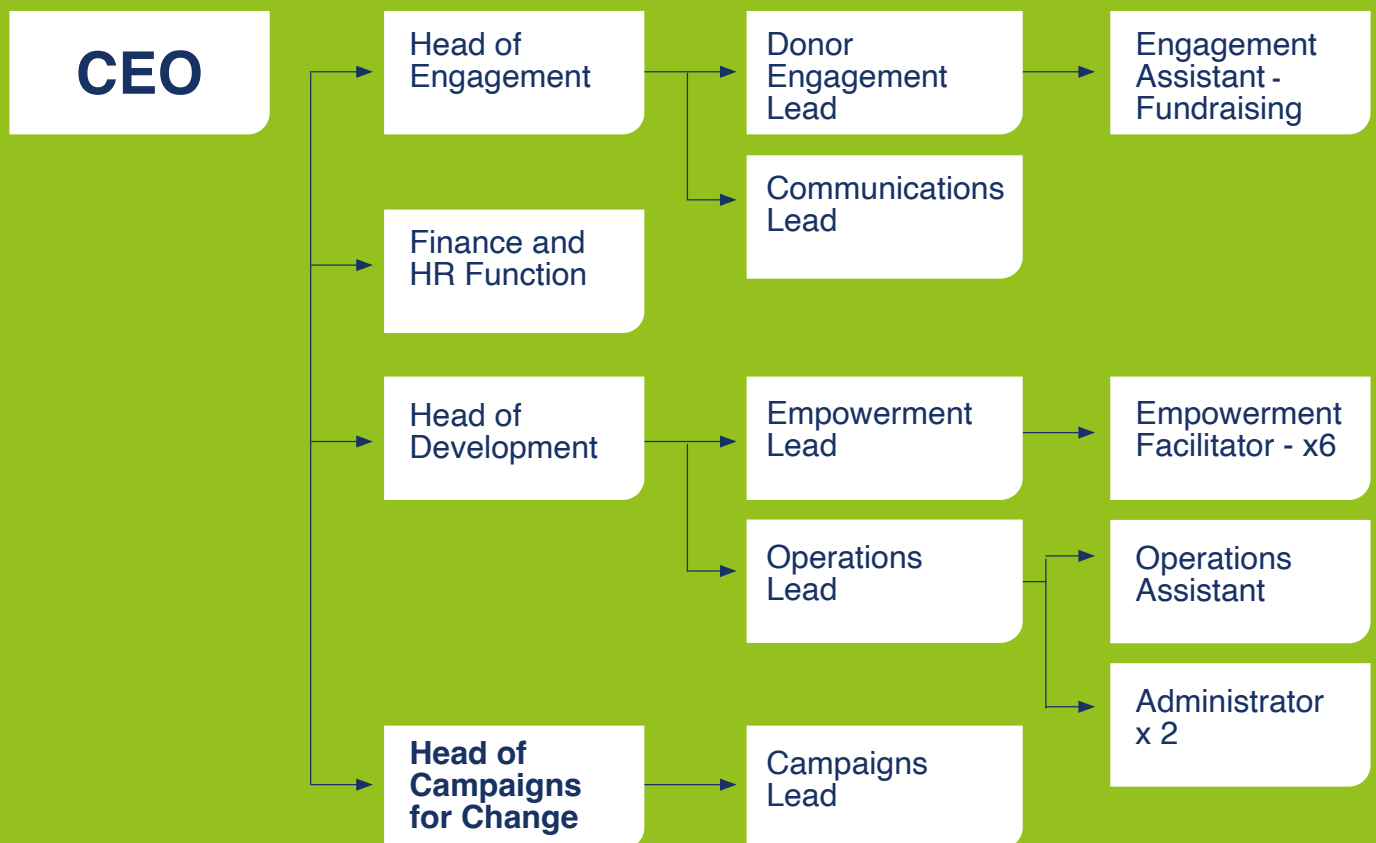 CEO
Head of
Engagement
Donor
Engagement
Lead
Engagement
Assistant -
Fundraising
Communications
Lead
Finance and
HR Function
Head of
Development
Empowerment
Lead
Empowerment
Facilitator - x6
Operations
Lead
Operations
Assistant
Administrator
x 2
Head of
Campaigns
for Change
Campaigns
Lead